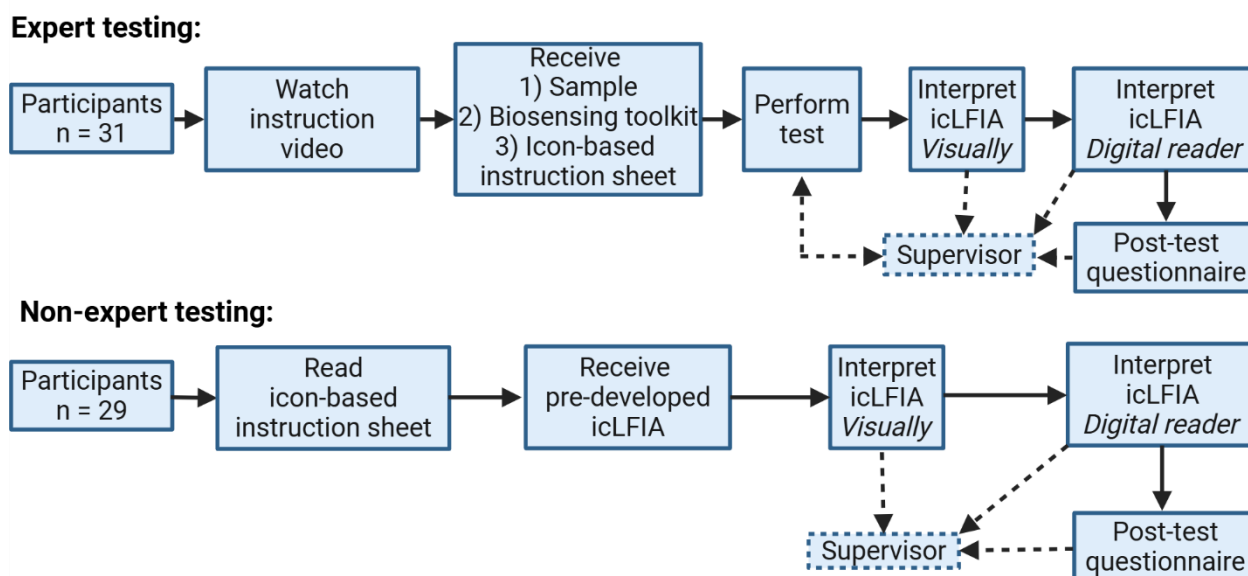 Expert testing:
Participants
n = 31
Watch
instruction
video
Receive
1) Sample
2) Biosensing toolkit
3) Icon-based
instruction sheet
Perform
test
Interpret
icLFIA
Visually
Interpret
icLFIA
Digital reader
Supervisor
Post-test
questionnaire
Non-expert testing:
Participants
n = 29
Read
icon-based
instruction sheet
Receive
pre-developed
icLFIA
Interpret
icLFIA
Visually
Interpret
icLFIA
Digital reader
Supervisor
Post-test
questionnaire